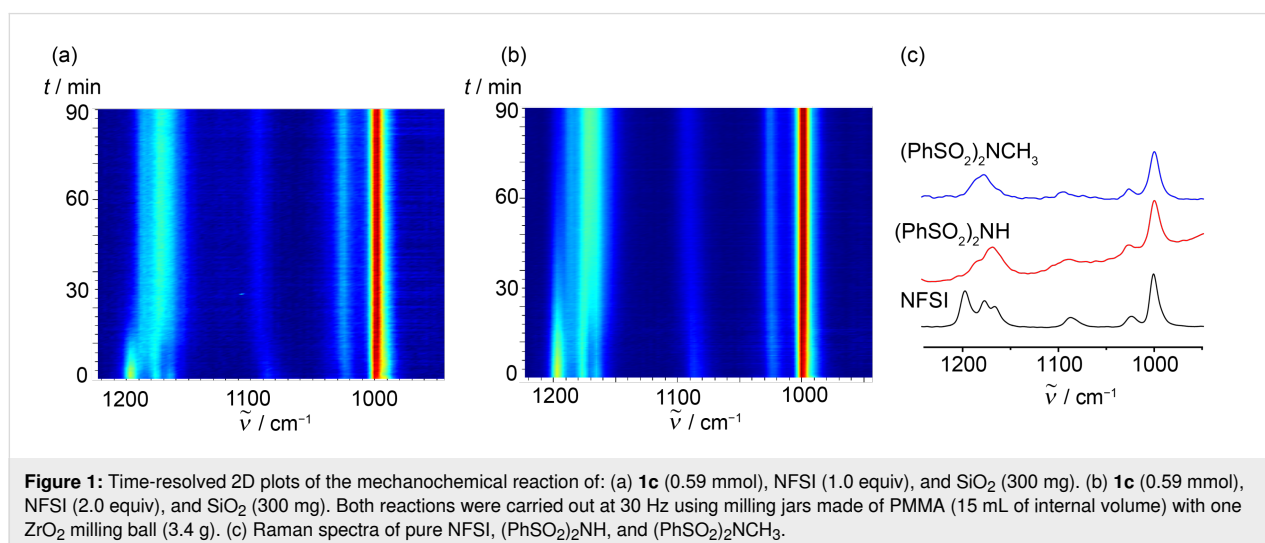 (a)
(b)
(c)
t / min
t / min
90
60
30
0
90
60
30
0
1200
1100
1000
1200
1100
1000
ν̃ / cm⁻¹
ν̃ / cm⁻¹
(PhSO₂)₂NCH₃
(PhSO₂)₂NH
NFSI
1200
1100
1000
ν̃ / cm⁻¹
Figure 1: Time-resolved 2D plots of the mechanochemical reaction of: (a) 1c (0.59 mmol), NFSI (1.0 equiv), and SiO₂ (300 mg). (b) 1c (0.59 mmol),
NFSI (2.0 equiv), and SiO₂ (300 mg). Both reactions were carried out at 30 Hz using milling jars made of PMMA (15 mL of internal volume) with one
ZrO₂ milling ball (3.4 g). (c) Raman spectra of pure NFSI, (PhSO₂)₂NH, and (PhSO₂)₂NCH₃.